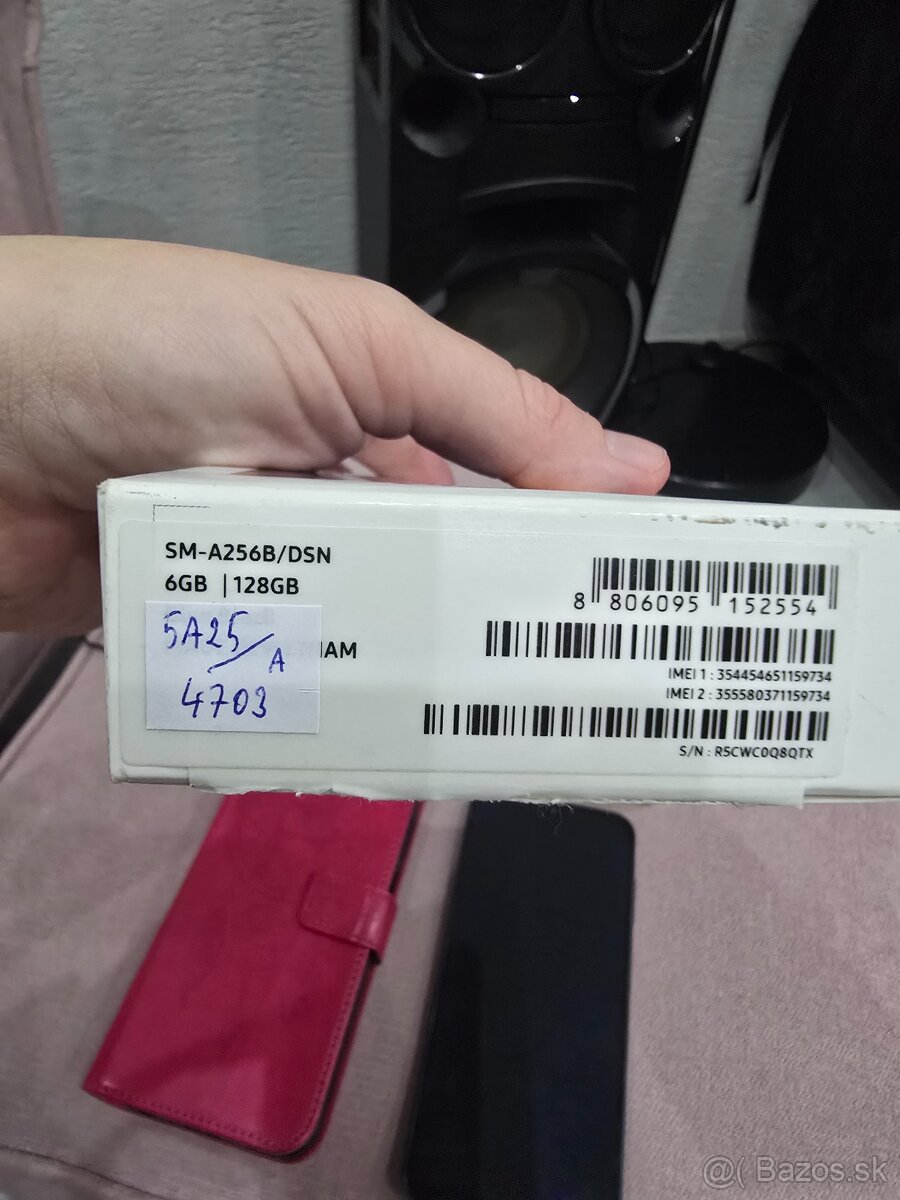 SM-A256B/DSN
6GB | 128GB
5A25/A
4703
8 806095 152554
IMEI 1 : 354454651159734
IMEI 2 : 355580371159734
S/N : R5CWC0Q8QTX
@( Bazos.sk